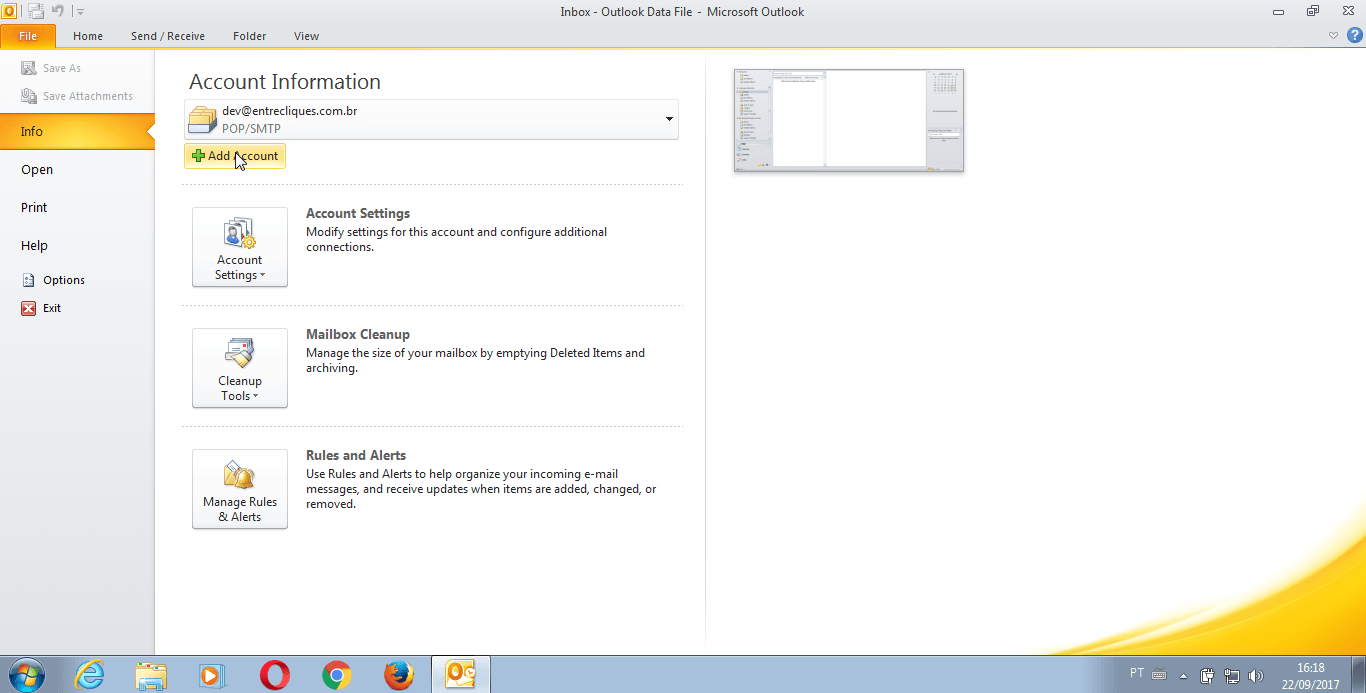 Inbox - Outlook Data File - Microsoft Outlook
File Home Send / Receive Folder View
Save As
Save Attachments
Info
Open
Print
Help
Options
Exit
Account Information
dev@entrecliques.com.br
POP/SMTP
Add Account
Account Settings
Modify settings for this account and configure additional
connections.
Account
Settings
Mailbox Cleanup
Manage the size of your mailbox by emptying Deleted Items and
archiving.
Cleanup
Tools
Rules and Alerts
Use Rules and Alerts to help organize your incoming e-mail
messages, and receive updates when items are added, changed, or
removed.
Manage Rules
& Alerts
PT
16:18
22/09/2017